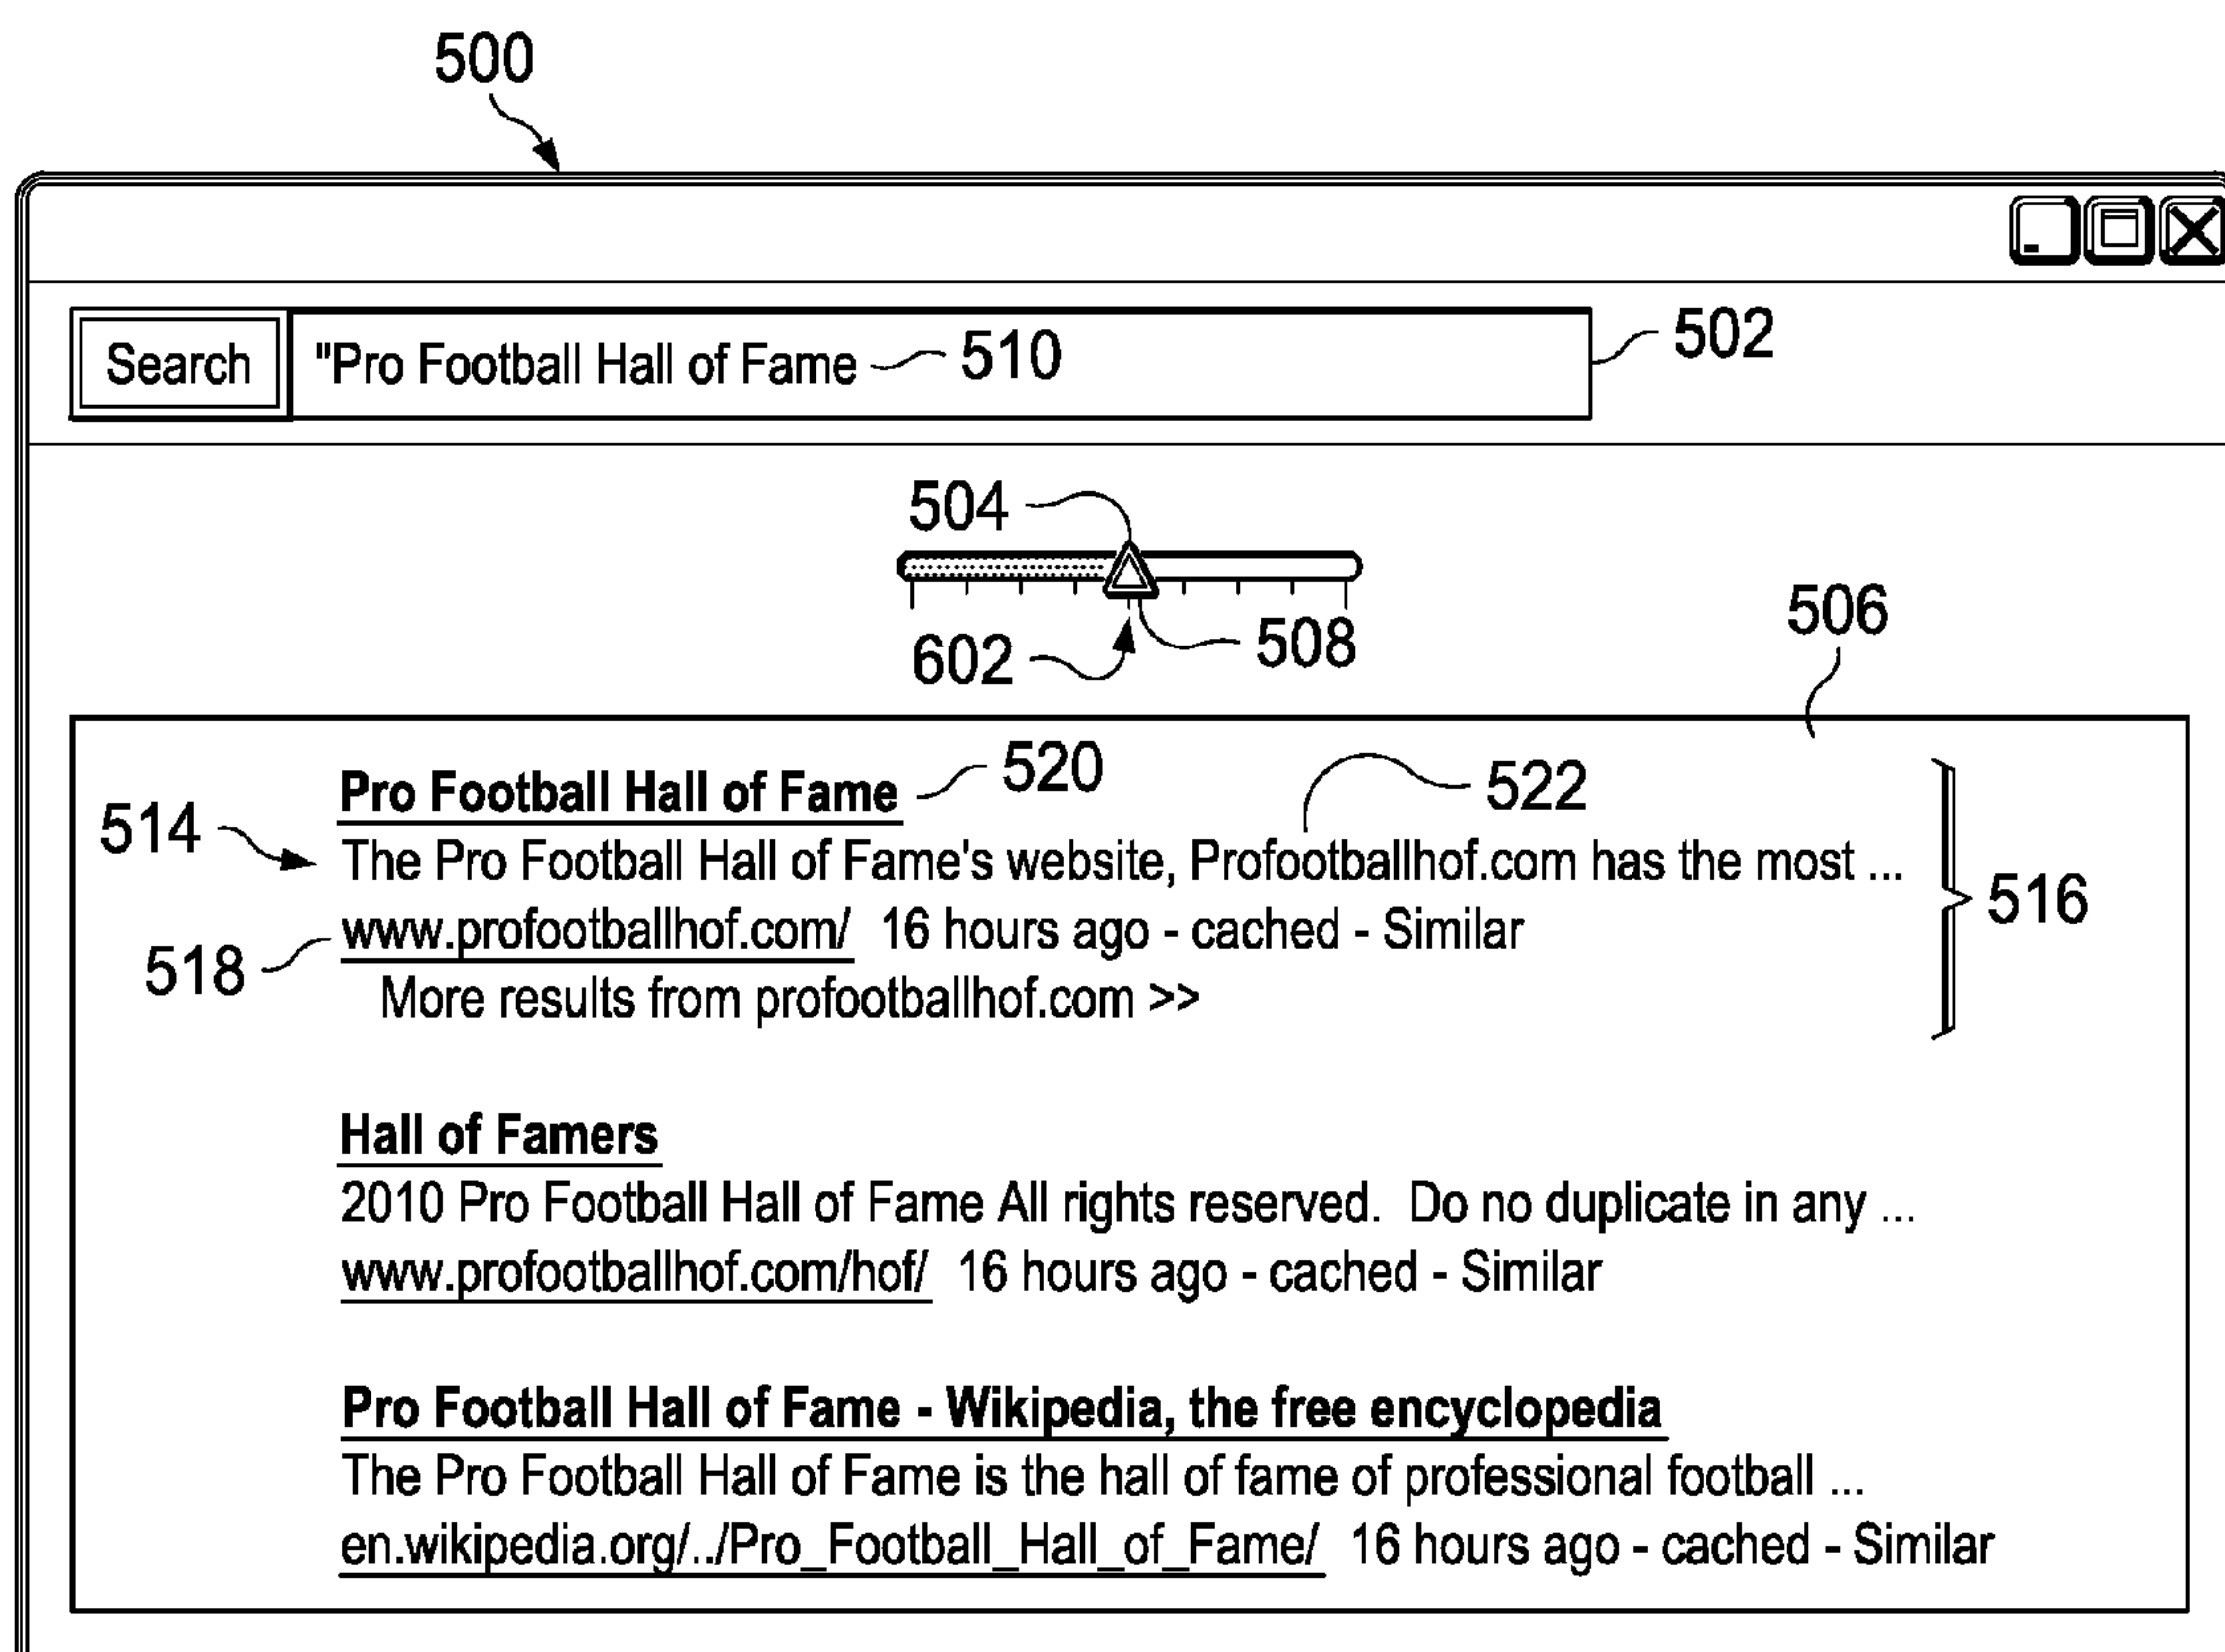 500
Search "Pro Football Hall of Fame 510 502
504
602 508 506
Pro Football Hall of Fame 520 522
514 The Pro Football Hall of Fame's website, Profootballhof.com has the most ... 516
518 www.profootballhof.com/ 16 hours ago - cached - Similar
More results from profootballhof.com >>
Hall of Famers
2010 Pro Football Hall of Fame All rights reserved. Do no duplicate in any ...
www.profootballhof.com/hof/ 16 hours ago - cached - Similar
Pro Football Hall of Fame - Wikipedia, the free encyclopedia
The Pro Football Hall of Fame is the hall of fame of professional football ...
en.wikipedia.org/../Pro_Football_Hall_of_Fame/ 16 hours ago - cached - Similar